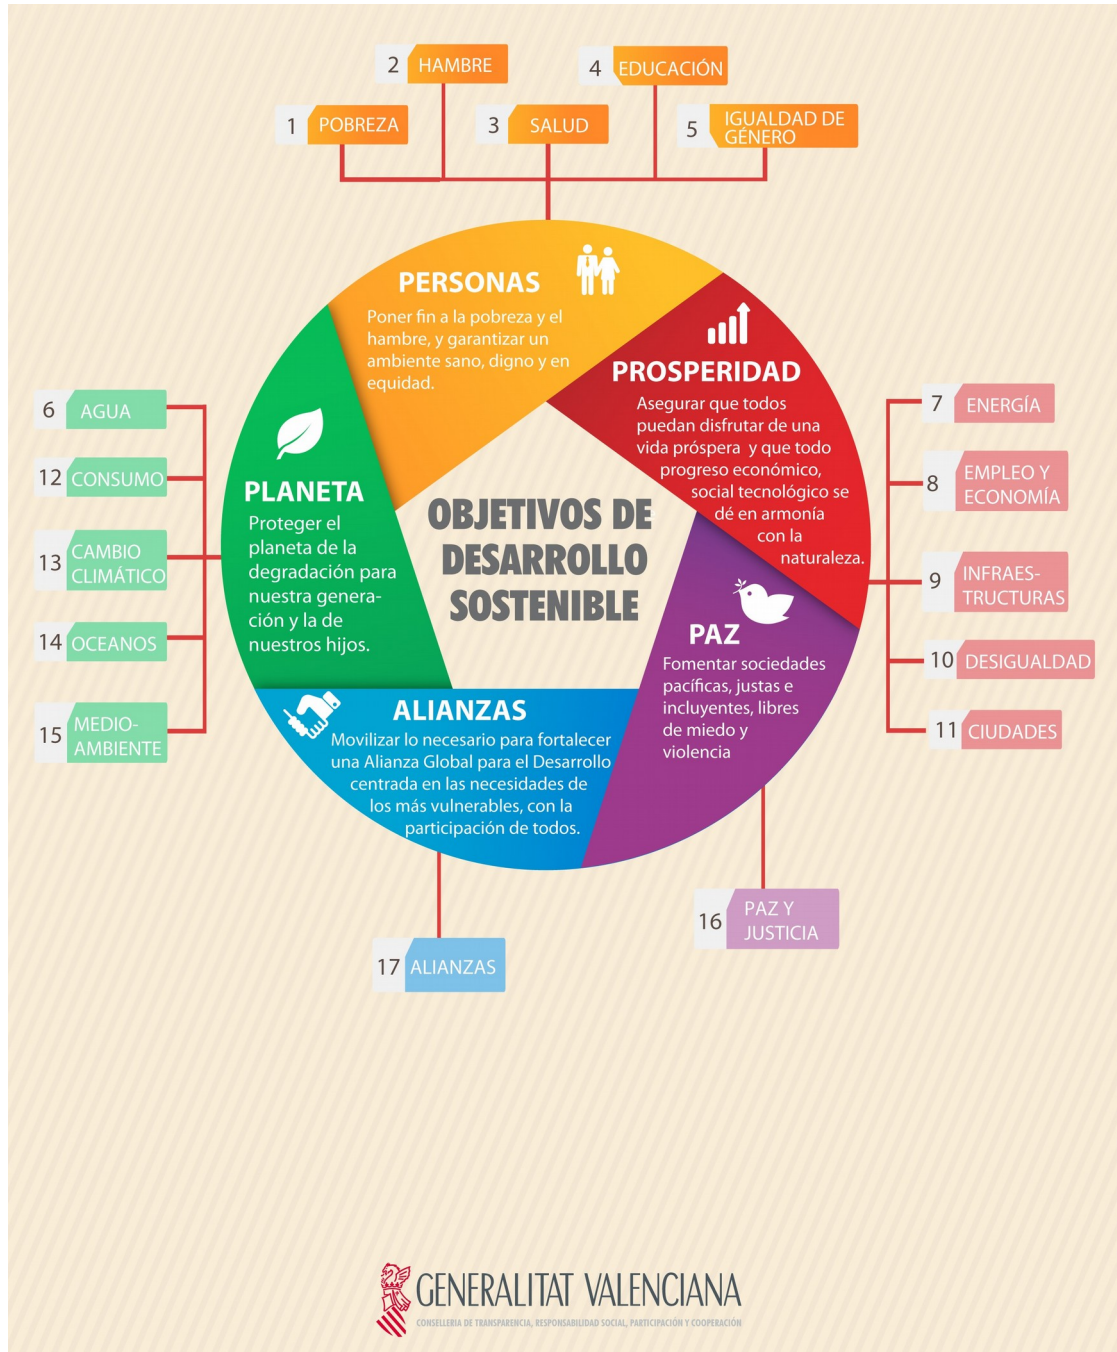 2 HAMBRE
4 EDUCACIÓN
1 POBREZA
3 SALUD
5 IGUALDAD DE
GÉNERO
PERSONAS
Poner fin a la pobreza y el
hambre, y garantizar un
ambiente sano, digno y en
equidad.
PROSPERIDAD
Asegurar que todos
puedan disfrutar de una
vida próspera y que todo
progreso económico,
social tecnológico se
dé en armonía
con la
naturaleza.
6 AGUA
12 CONSUMO
13 CAMBIO
CLIMÁTICO
14 OCEANOS
15 MEDIO-
AMBIENTE
PLANETA
Proteger el
planeta de la
degradación para
nuestra genera-
ción y la de
nuestros hijos.
OBJETIVOS DE
DESARROLLO
SOSTENIBLE
7 ENERGÍA
8 EMPLEO Y
ECONOMÍA
9 INFRAES-
TRUCTURAS
10 DESIGUALDAD
11 CIUDADES
PAZ
Fomentar sociedades
pacíficas, justas e
incluyentes, libres
de miedo y
violencia
ALIANZAS
Movilizar lo necesario para fortalecer
una Alianza Global para el Desarrollo
centrada en las necesidades de
los más vulnerables, con la
participación de todos.
16 PAZ Y
JUSTICIA
17 ALIANZAS
GENERALITAT VALENCIANA
CONSELLERIA DE TRANSPARENCIA, RESPONSABILIDAD SOCIAL, PARTICIPACIÓN Y COOPERACIÓN